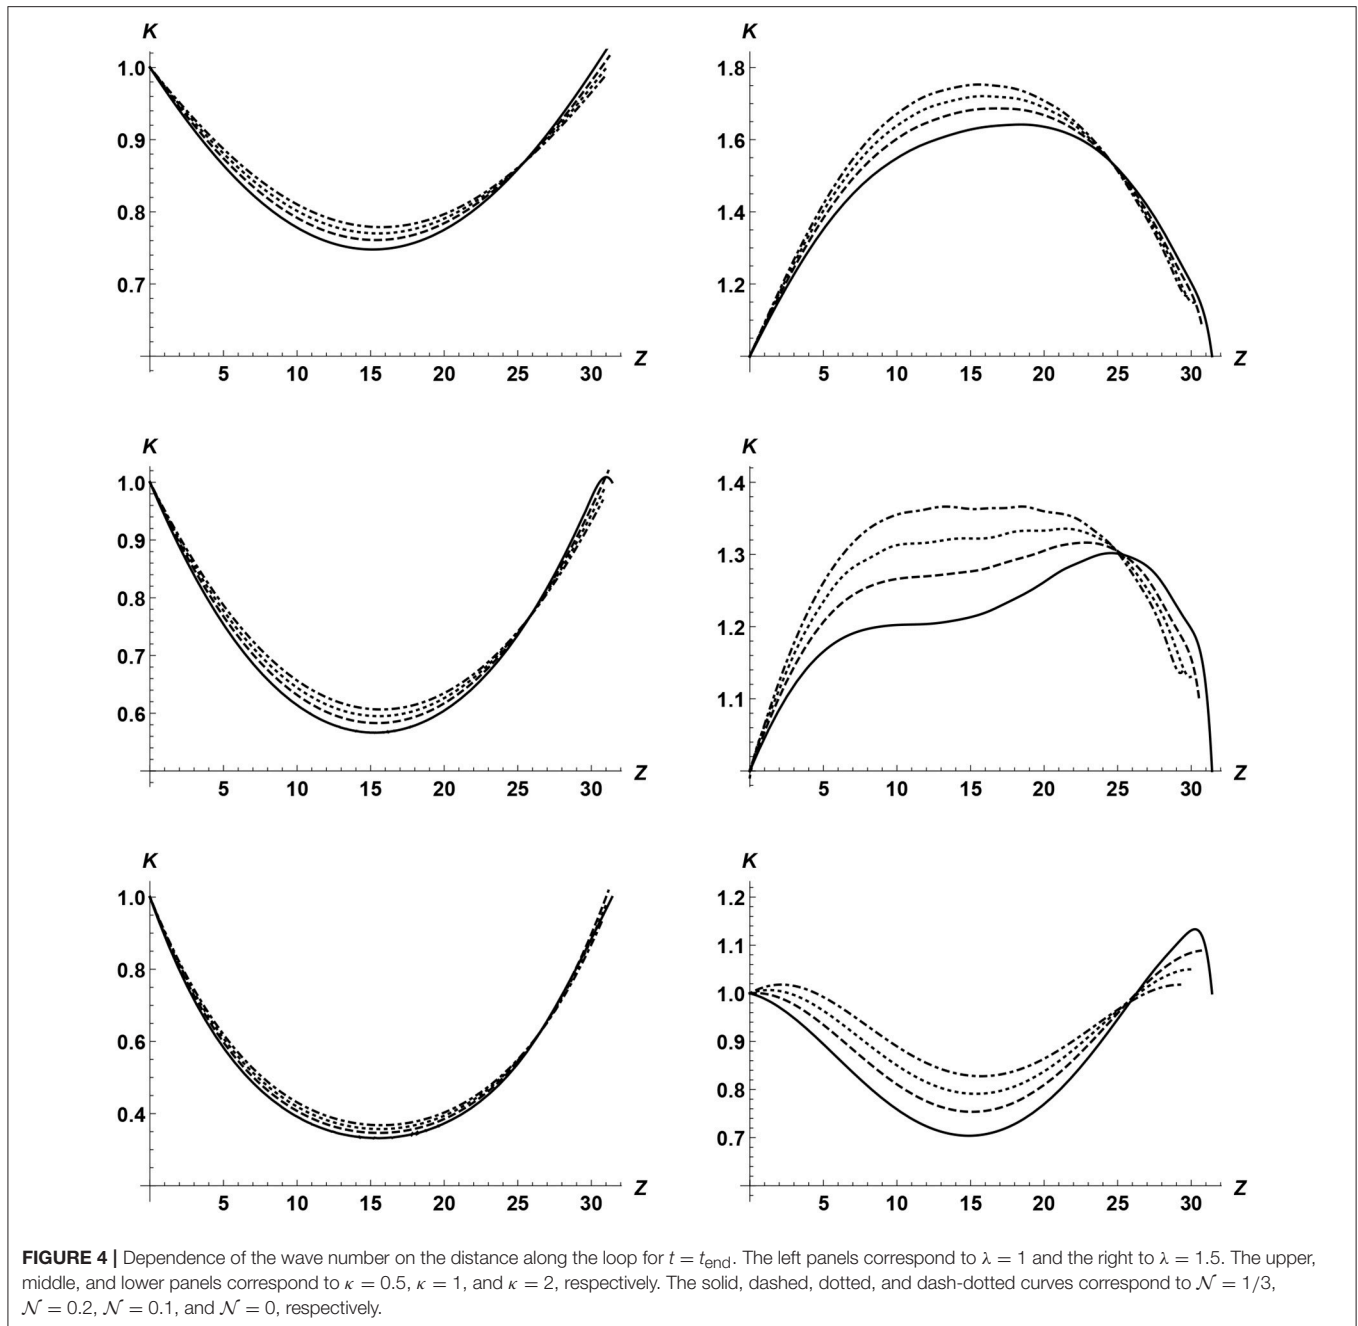 K
1.0
0.9
0.8
0.7
5 10 15 20 25 30 Z
K
1.8
1.6
1.4
1.2
5 10 15 20 25 30 Z
K
1.0
0.9
0.8
0.7
0.6
5 10 15 20 25 30 Z
K
1.4
1.3
1.2
1.1
5 10 15 20 25 30 Z
K
1.0
0.8
0.6
0.4
5 10 15 20 25 30 Z
K
1.2
1.1
1.0
0.9
0.8
0.7
5 10 15 20 25 30 Z
FIGURE 4 | Dependence of the wave number on the distance along the loop for t = t_end. The left panels correspond to λ = 1 and the right to λ = 1.5. The upper,
middle, and lower panels correspond to κ = 0.5, κ = 1, and κ = 2, respectively. The solid, dashed, dotted, and dash-dotted curves correspond to 𝒩 = 1/3,
𝒩 = 0.2, 𝒩 = 0.1, and 𝒩 = 0, respectively.